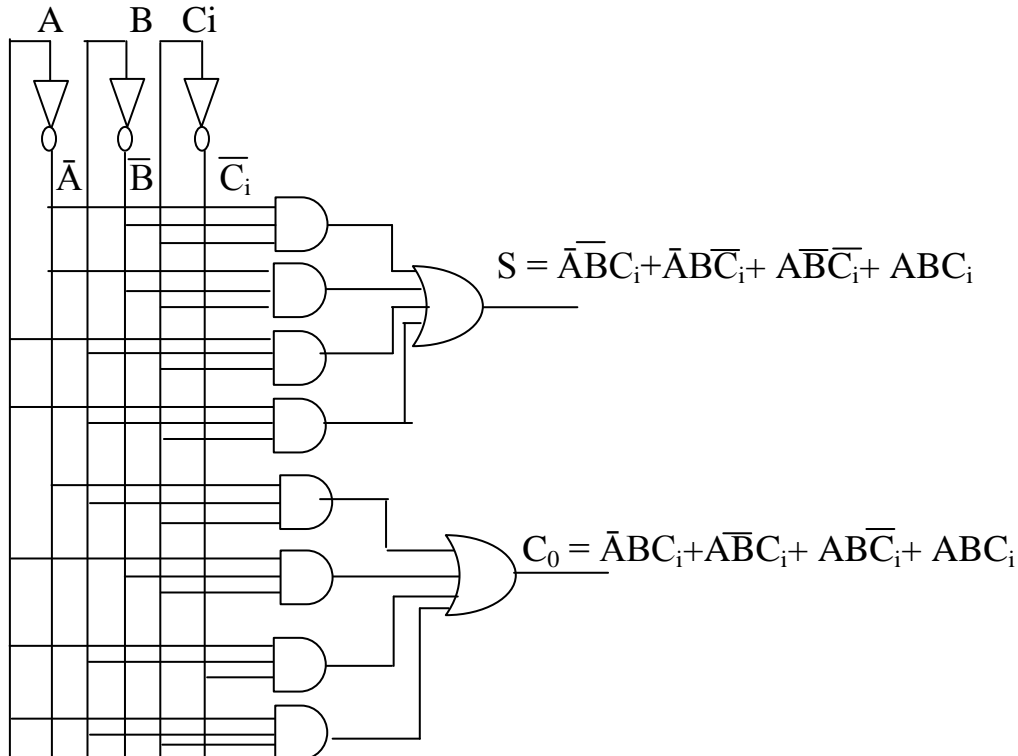 A B Ci
Ā B̅ C̅ᵢ
S = ĀB̅Cᵢ+ĀBC̅ᵢ+ AB̅C̅ᵢ+ ABCᵢ
C₀ = ĀBCᵢ+AB̅Cᵢ+ ABC̅ᵢ+ ABCᵢ